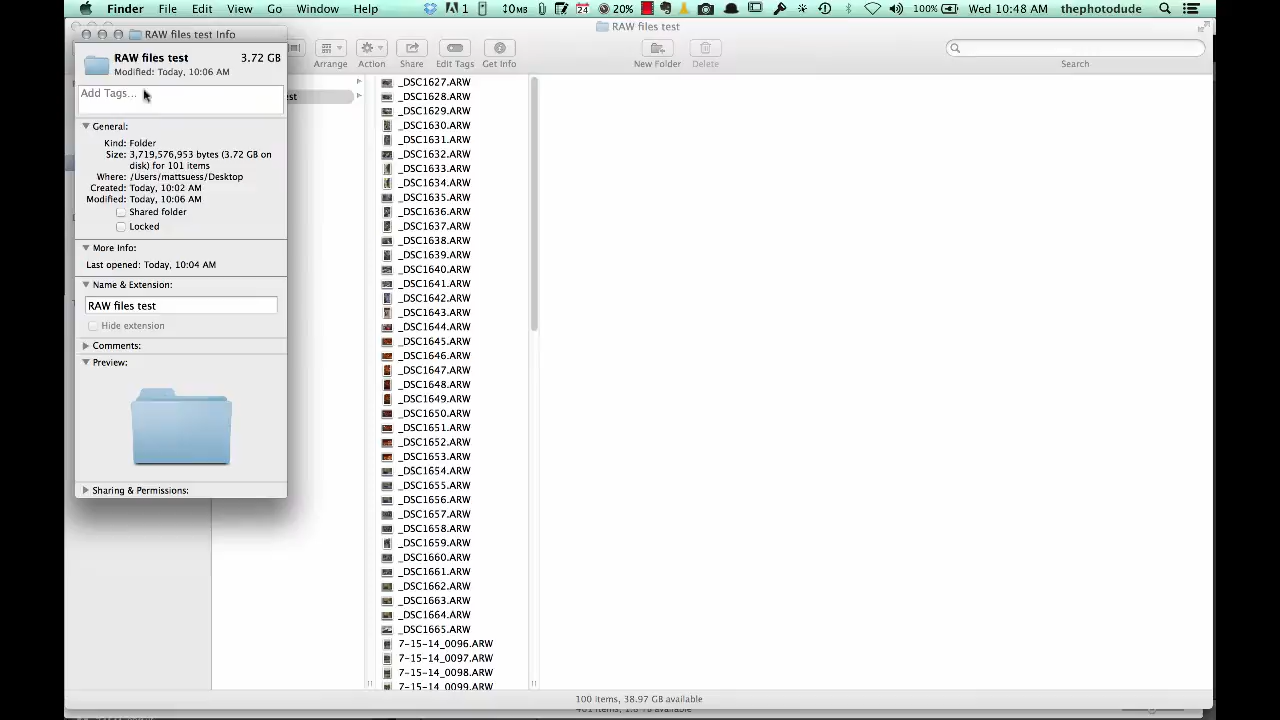 Finder File Edit View Go Window Help
1 10ms 24 20% 100% Wed 10:48 AM thephotodude
RAW files test Info
RAW files test
RAW files test 3.72 GB
Modified: Today, 10:06 AM
Add Tags...
Arrange Action Share Edit Tags Get Info New Folder Delete Search
General:
Kind: Folder
Size: 3,719,576,953 bytes (3.72 GB on
disk) for 101 items
Where: /Users/mattsuess/Desktop
Created: Today, 10:02 AM
Modified: Today, 10:06 AM
Shared folder
Locked
More Info:
Last opened: Today, 10:04 AM
Name & Extension:
RAW files test
Hide extension
Comments:
Preview:
Sharing & Permissions:
est
_DSC1627.ARW
_DSC1628.ARW
_DSC1629.ARW
_DSC1630.ARW
_DSC1631.ARW
_DSC1632.ARW
_DSC1633.ARW
_DSC1634.ARW
_DSC1635.ARW
_DSC1636.ARW
_DSC1637.ARW
_DSC1638.ARW
_DSC1639.ARW
_DSC1640.ARW
_DSC1641.ARW
_DSC1642.ARW
_DSC1643.ARW
_DSC1644.ARW
_DSC1645.ARW
_DSC1646.ARW
_DSC1647.ARW
_DSC1648.ARW
_DSC1649.ARW
_DSC1650.ARW
_DSC1651.ARW
_DSC1652.ARW
_DSC1653.ARW
_DSC1654.ARW
_DSC1655.ARW
_DSC1656.ARW
_DSC1657.ARW
_DSC1658.ARW
_DSC1659.ARW
_DSC1660.ARW
_DSC1661.ARW
_DSC1662.ARW
_DSC1663.ARW
_DSC1664.ARW
_DSC1665.ARW
7-15-14_0096.ARW
7-15-14_0097.ARW
7-15-14_0098.ARW
7-15-14_0099.ARW
100 items, 38.97 GB available